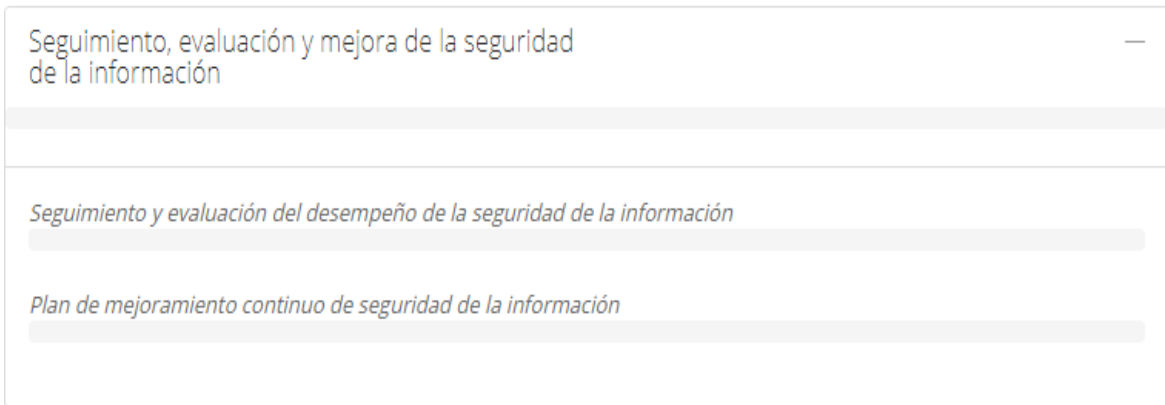 Seguimiento, evaluación y mejora de la seguridad
de la información
Seguimiento y evaluación del desempeño de la seguridad de la información
Plan de mejoramiento continuo de seguridad de la información